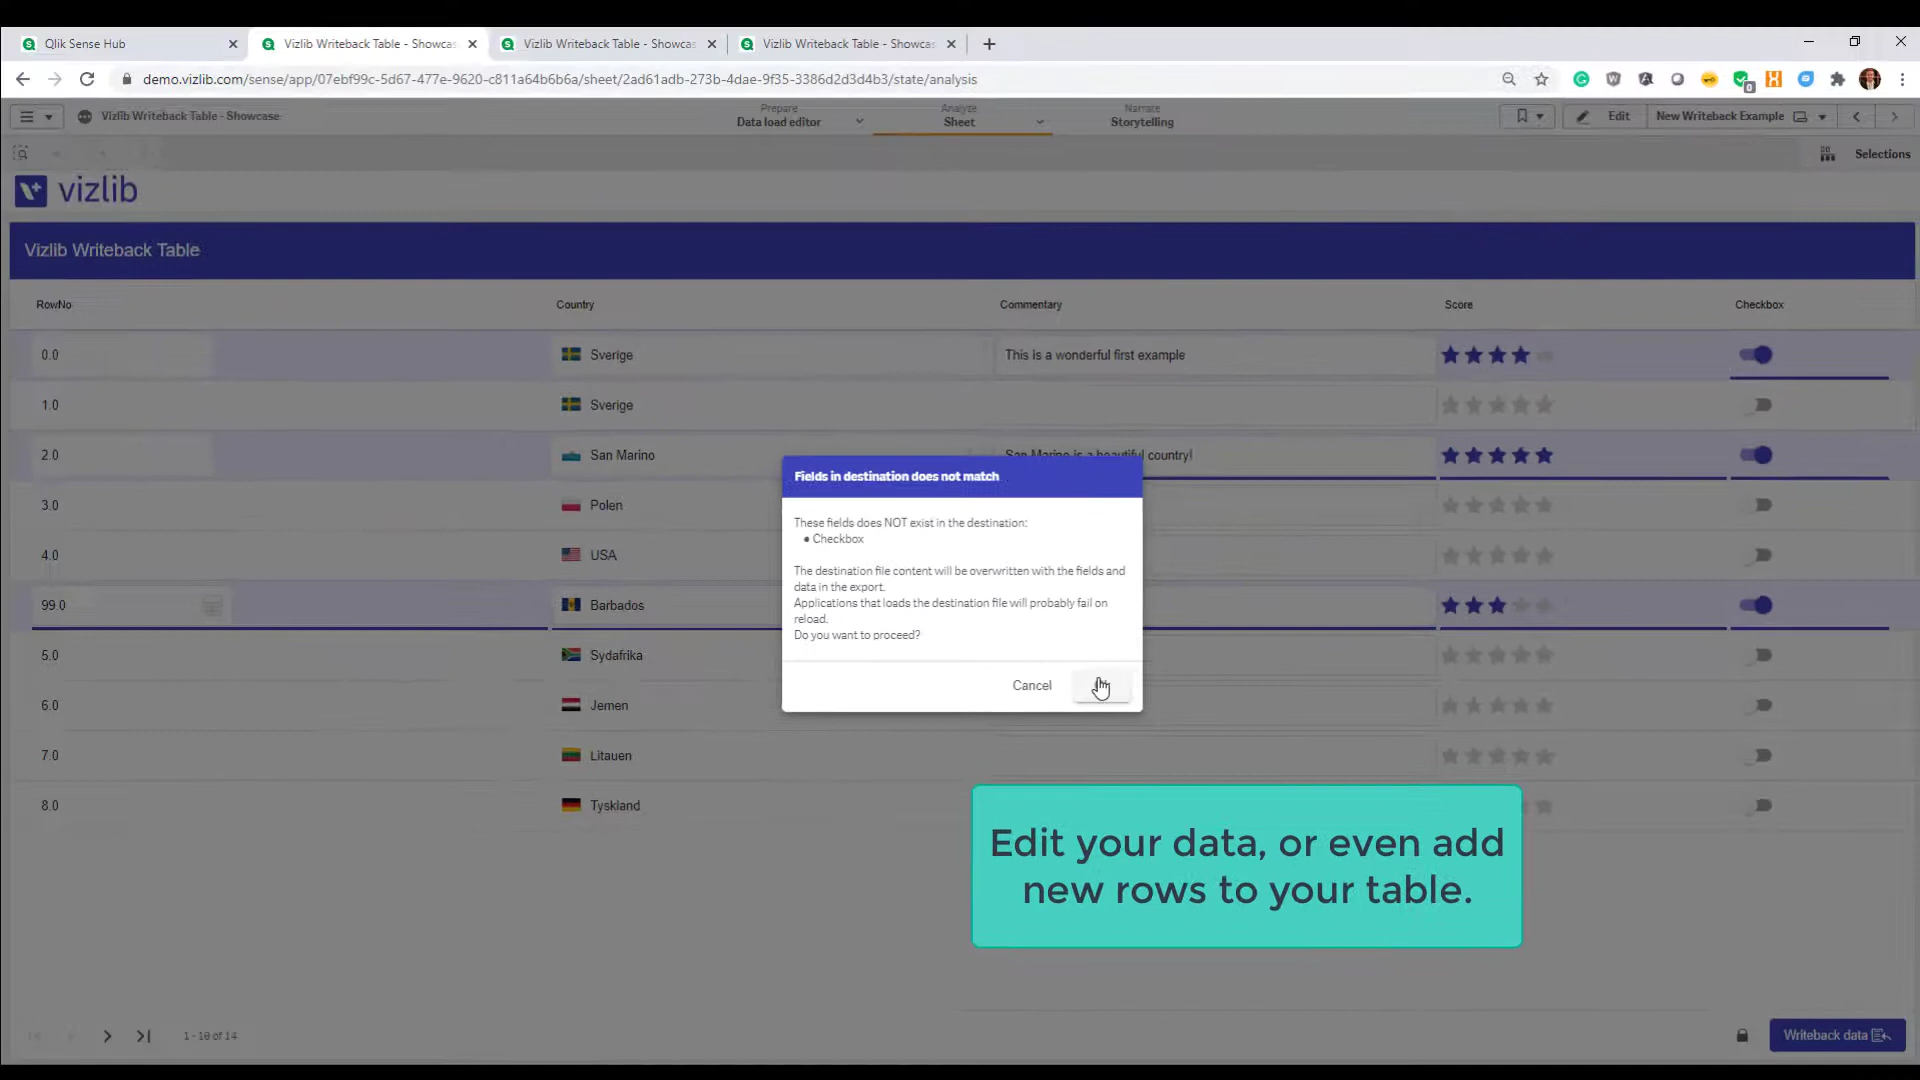 Qlik Sense Hub
Vizlib Writeback Table - Showcas
Vizlib Writeback Table - Showcas
Vizlib Writeback Table - Showcas
demo.vizlib.com/sense/app/07ebf99c-5d67-477e-9620-c811a64b6b6a/sheet/2ad61adb-273b-4dae-9f35-3386d2d3d4b3/state/analysis
Vizlib Writeback Table - Showcase
Prepare
Data load editor
Analyze
Sheet
Narrate
Storytelling
Edit
New Writeback Example
Selections
vizlib
Vizlib Writeback Table
RowNo Country Commentary Score Checkbox
0.0 Sverige This is a wonderful first example
1.0 Sverige
2.0 San Marino San Marino is a beautiful country!
3.0 Polen
4.0 USA
99.0 Barbados
5.0 Sydafrika
6.0 Jemen
7.0 Litauen
8.0 Tyskland
Fields in destination does not match
These fields does NOT exist in the destination:
• Checkbox
The destination file content will be overwritten with the fields and
data in the export.
Applications that loads the destination file will probably fail on
reload.
Do you want to proceed?
Cancel
Edit your data, or even add
new rows to your table.
1 - 10 of 14
Writeback data